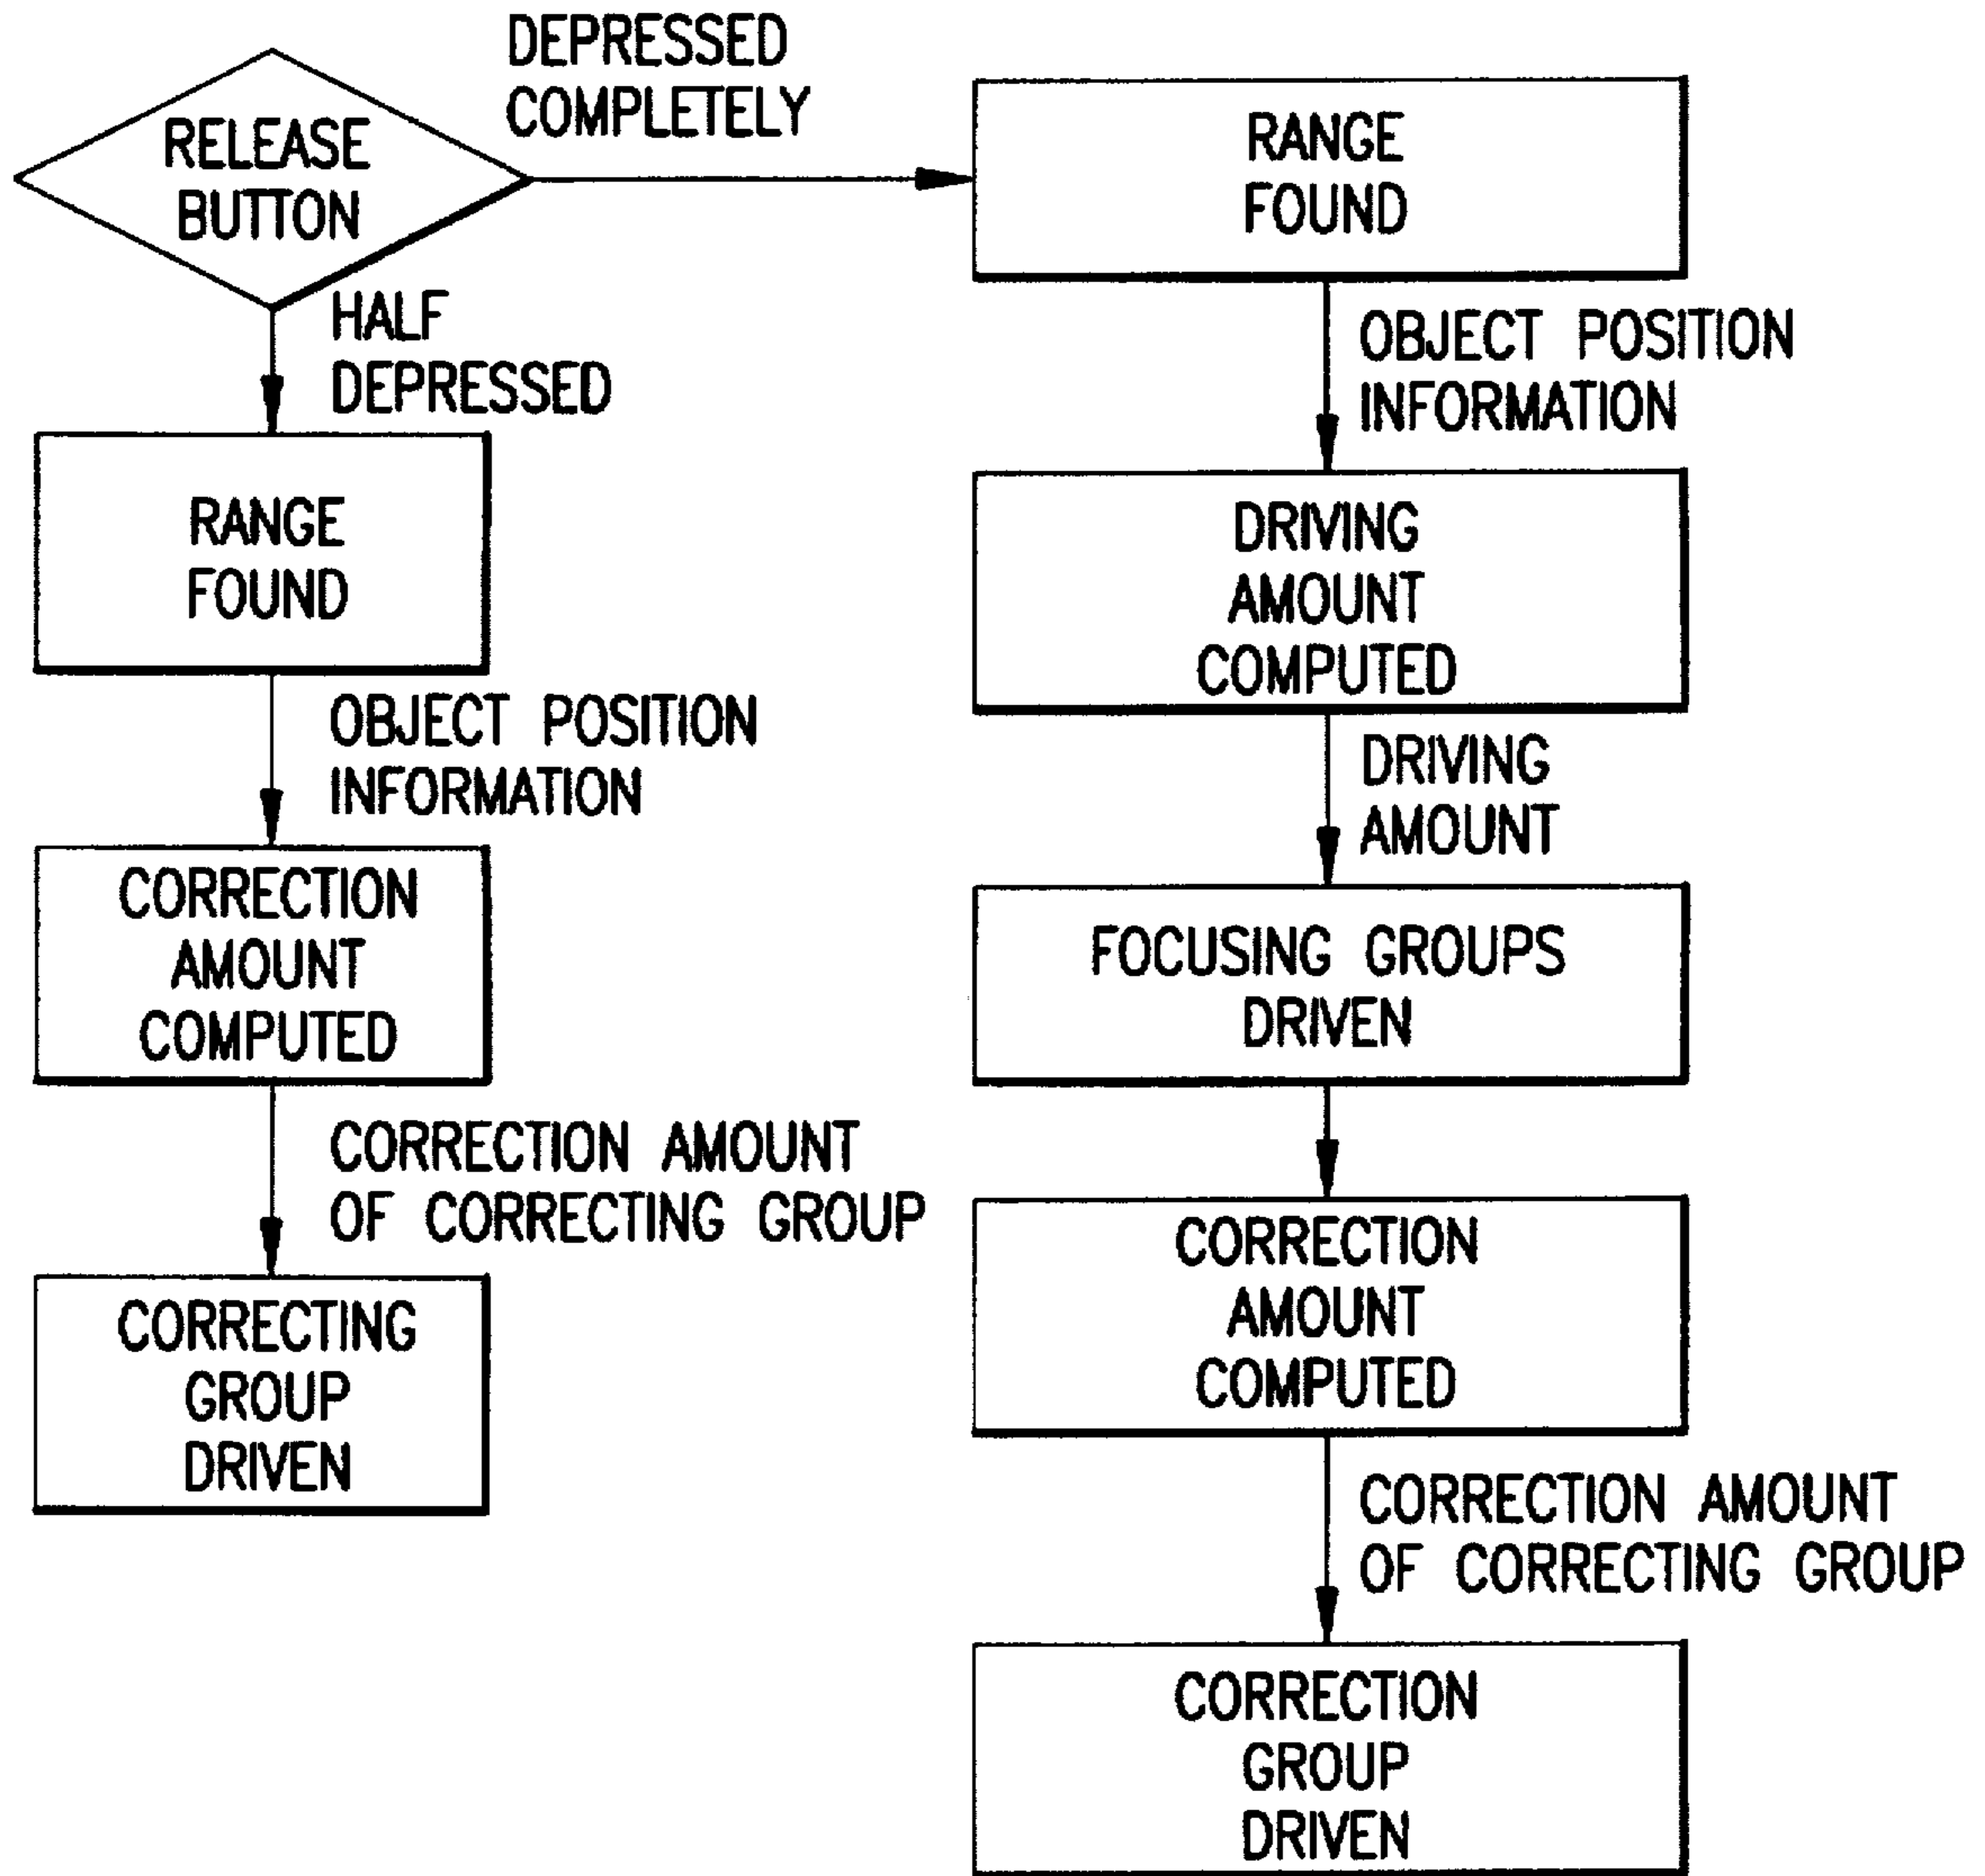 RELEASE
BUTTON
DEPRESSED
COMPLETELY
HALF
DEPRESSED
RANGE
FOUND
OBJECT POSITION
INFORMATION
CORRECTION
AMOUNT
COMPUTED
CORRECTION AMOUNT
OF CORRECTING GROUP
CORRECTING
GROUP
DRIVEN
RANGE
FOUND
OBJECT POSITION
INFORMATION
DRIVING
AMOUNT
COMPUTED
DRIVING
AMOUNT
FOCUSING GROUPS
DRIVEN
CORRECTION
AMOUNT
COMPUTED
CORRECTION AMOUNT
OF CORRECTING GROUP
CORRECTION
GROUP
DRIVEN